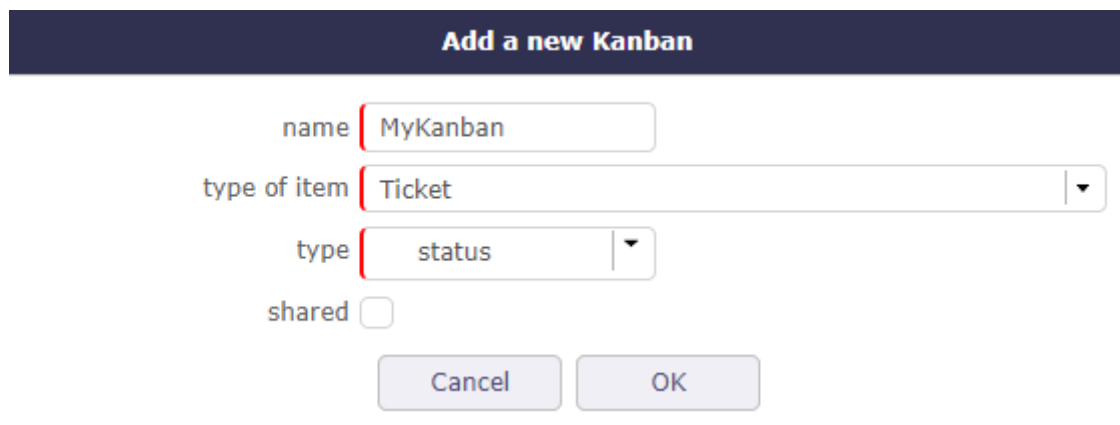 Add a new Kanban
name MyKanban
type of item Ticket
type status
shared
Cancel OK